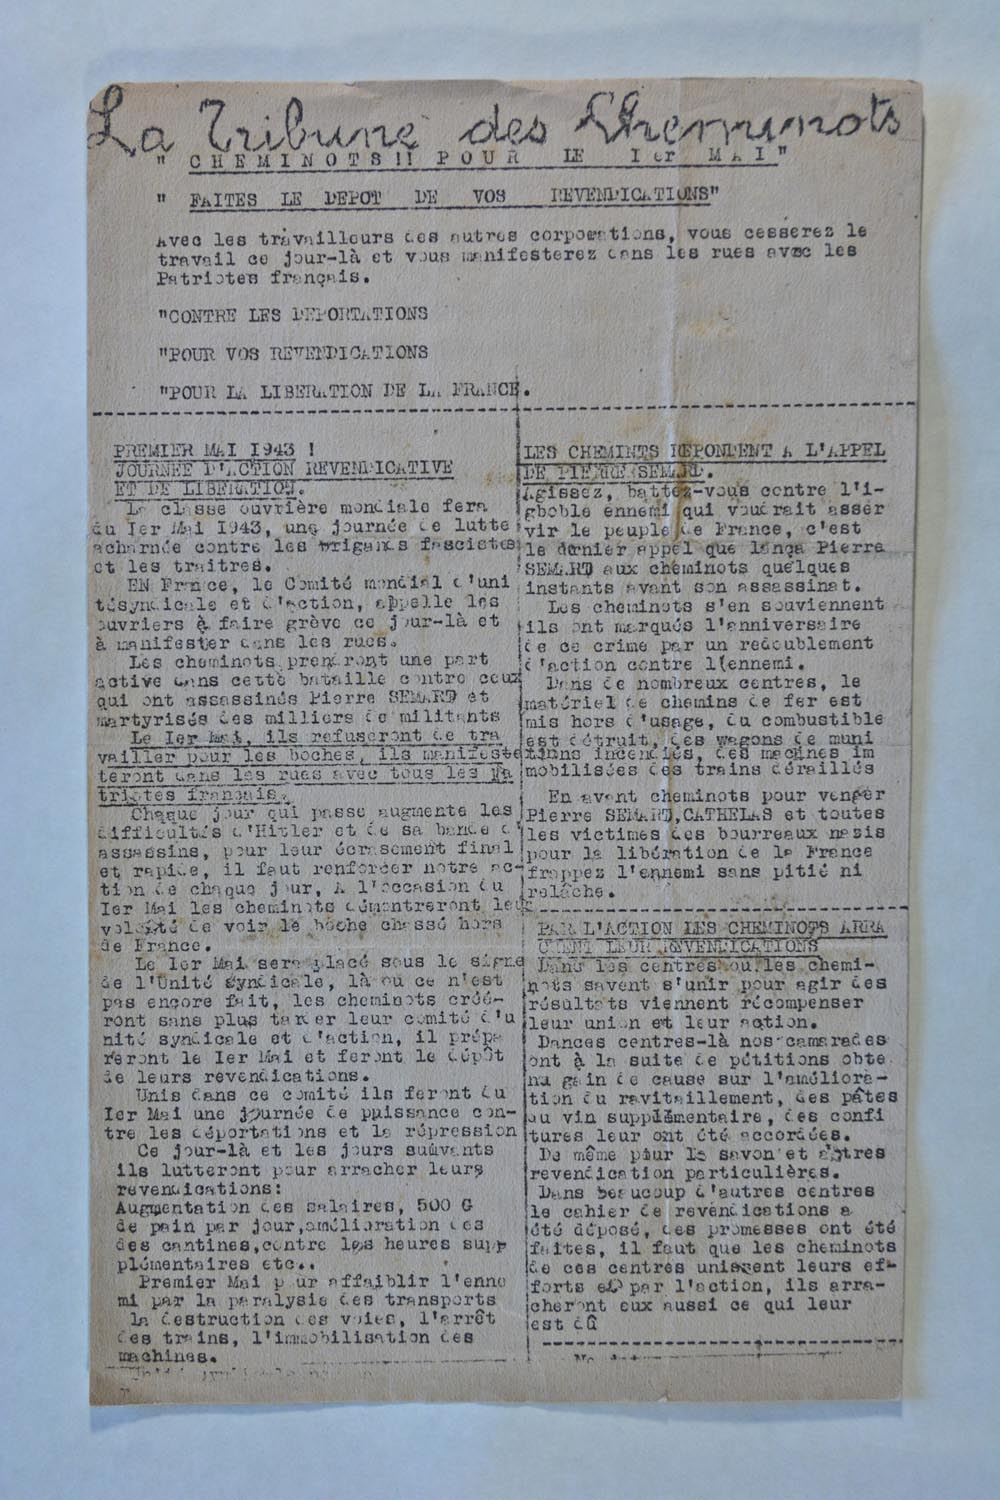 La Tribune des Cheminots
" CHEMINOTS!! POUR LE Ier MAI"
" FAITES LE DEPOT DE VOS REVENDICATIONS"
Avec les travailleurs des autres corporations, vous cesserez le
travail ce jour-là et vous manifesterez dans les rues avec les
Patriotes français.
"CONTRE LES DEPORTATIONS
"POUR VOS REVENDICATIONS
"POUR LA LIBERATION DE LA FRANCE.
PREMIER MAI I943 !
JOURNEE D'ACTION REVENDICATIVE
ET DE LIBERATION.
La classe ouvrière mondiale fera
du Ier Mai I943, une journée de lutte
acharnée contre les brigands fascistes
et les traîtres.
EN France, le Comité mondial d'uni
tésyndicale et d'action, appelle les
ouvriers à faire grève ce jour-là et
à manifester dans les rues.
Les cheminots prendront une part
active dans cette bataille contre ceux
qui ont assassinés Pierre SEMARD et
martyrisés des milliers de militants
Le Ier Mai, ils refuseront de tra
vailler pour les boches, ils manifeste
teront dans les rues avec tous les Pa
triotes français.
Chaque jour qui passe augmente les
difficultés d'Hitler et de sa bande d'
assassins, pour leur écrasement final
et rapide, il faut renforcer notre ac-
tion de chaque jour, A l'occasion du
Ier Mai les cheminots démontreront leur
volonté de voir le boche chassé hors
de France.
Le 1er Mai sera placé sous le signe
de l'Unité syndicale, là où ce n'est
pas encore fait, les cheminots créé-
ront sans plus tarder leur comité d'u
nité syndicale et d'action, il prépa
reront le Ier Mai et feront le dépôt
de leurs revendications.
Unis dans ce comité ils feront du
Ier Mai une journée de puissance con-
tre les déportations et la répression
Ce jour-là et les jours suivants
ils lutteront pour arracher leurs
revendications:
Augmentation des salaires, 500 G
de pain par jour,amélioration des
des cantines,contre les heures supp
plémentaires etc..
Premier Mai pour affaiblir l'enne
mi par la paralysie des transports
la destruction des voies, l'arrêt
des trains, l'immobilisation des
machines.
LES CHEMINTS REPONDENT A L'APPEL
DE PIERRE SEMARD.
Agissez, battez-vous contre l'i-
gboble ennemi qui voudrait asser
vir le peuple de France, c'est
le dernier appel que lança Pierre
SEMARD aux cheminots quelques
instants avant son assassinat.
Les cheminots s'en souviennent
ils ont marqués l'anniversaire
de ce crime par un redoublement
d'action contre l(ennemi.
Dans de nombreux centres, le
matériel de chemins de fer est
mis hors d'usage, du combustible
est détruit, des wagons de muni
tions incendiés, des machines im
mobilisées des trains déraillés
En avant cheminots pour venger
Pierre SEMARD,CATHELAS et toutes
les victimes des bourreaux nazis
pour la libération de la France
frappez l'ennemi sans pitié ni
relâche.
PAR L'ACTION LES CHEMINOTS ARRA
CHENT LEUR REVENDICATIONS
Dans les centres où les chemi-
nots savent s'unir pour agir des
résultats viennent récompenser
leur union et leur action.
Dances centres-là nos camarades
ont à la suite de pétitions obte
nu gain de cause sur l'améliora-
tion du ravitaillement, des pâtes
du vin supplémentaire, des confi
tures leur ont été accordées.
De même pour le savon et autres
revendication particulières.
Dans beaucoup d'autres centres
le cahier de revendications a
été déposé, des promesses ont été
faites, il faut que les cheminots
de ces centres unissent leurs ef-
forts et par l'action, ils arra-
cheront eux aussi ce qui leur
est dû